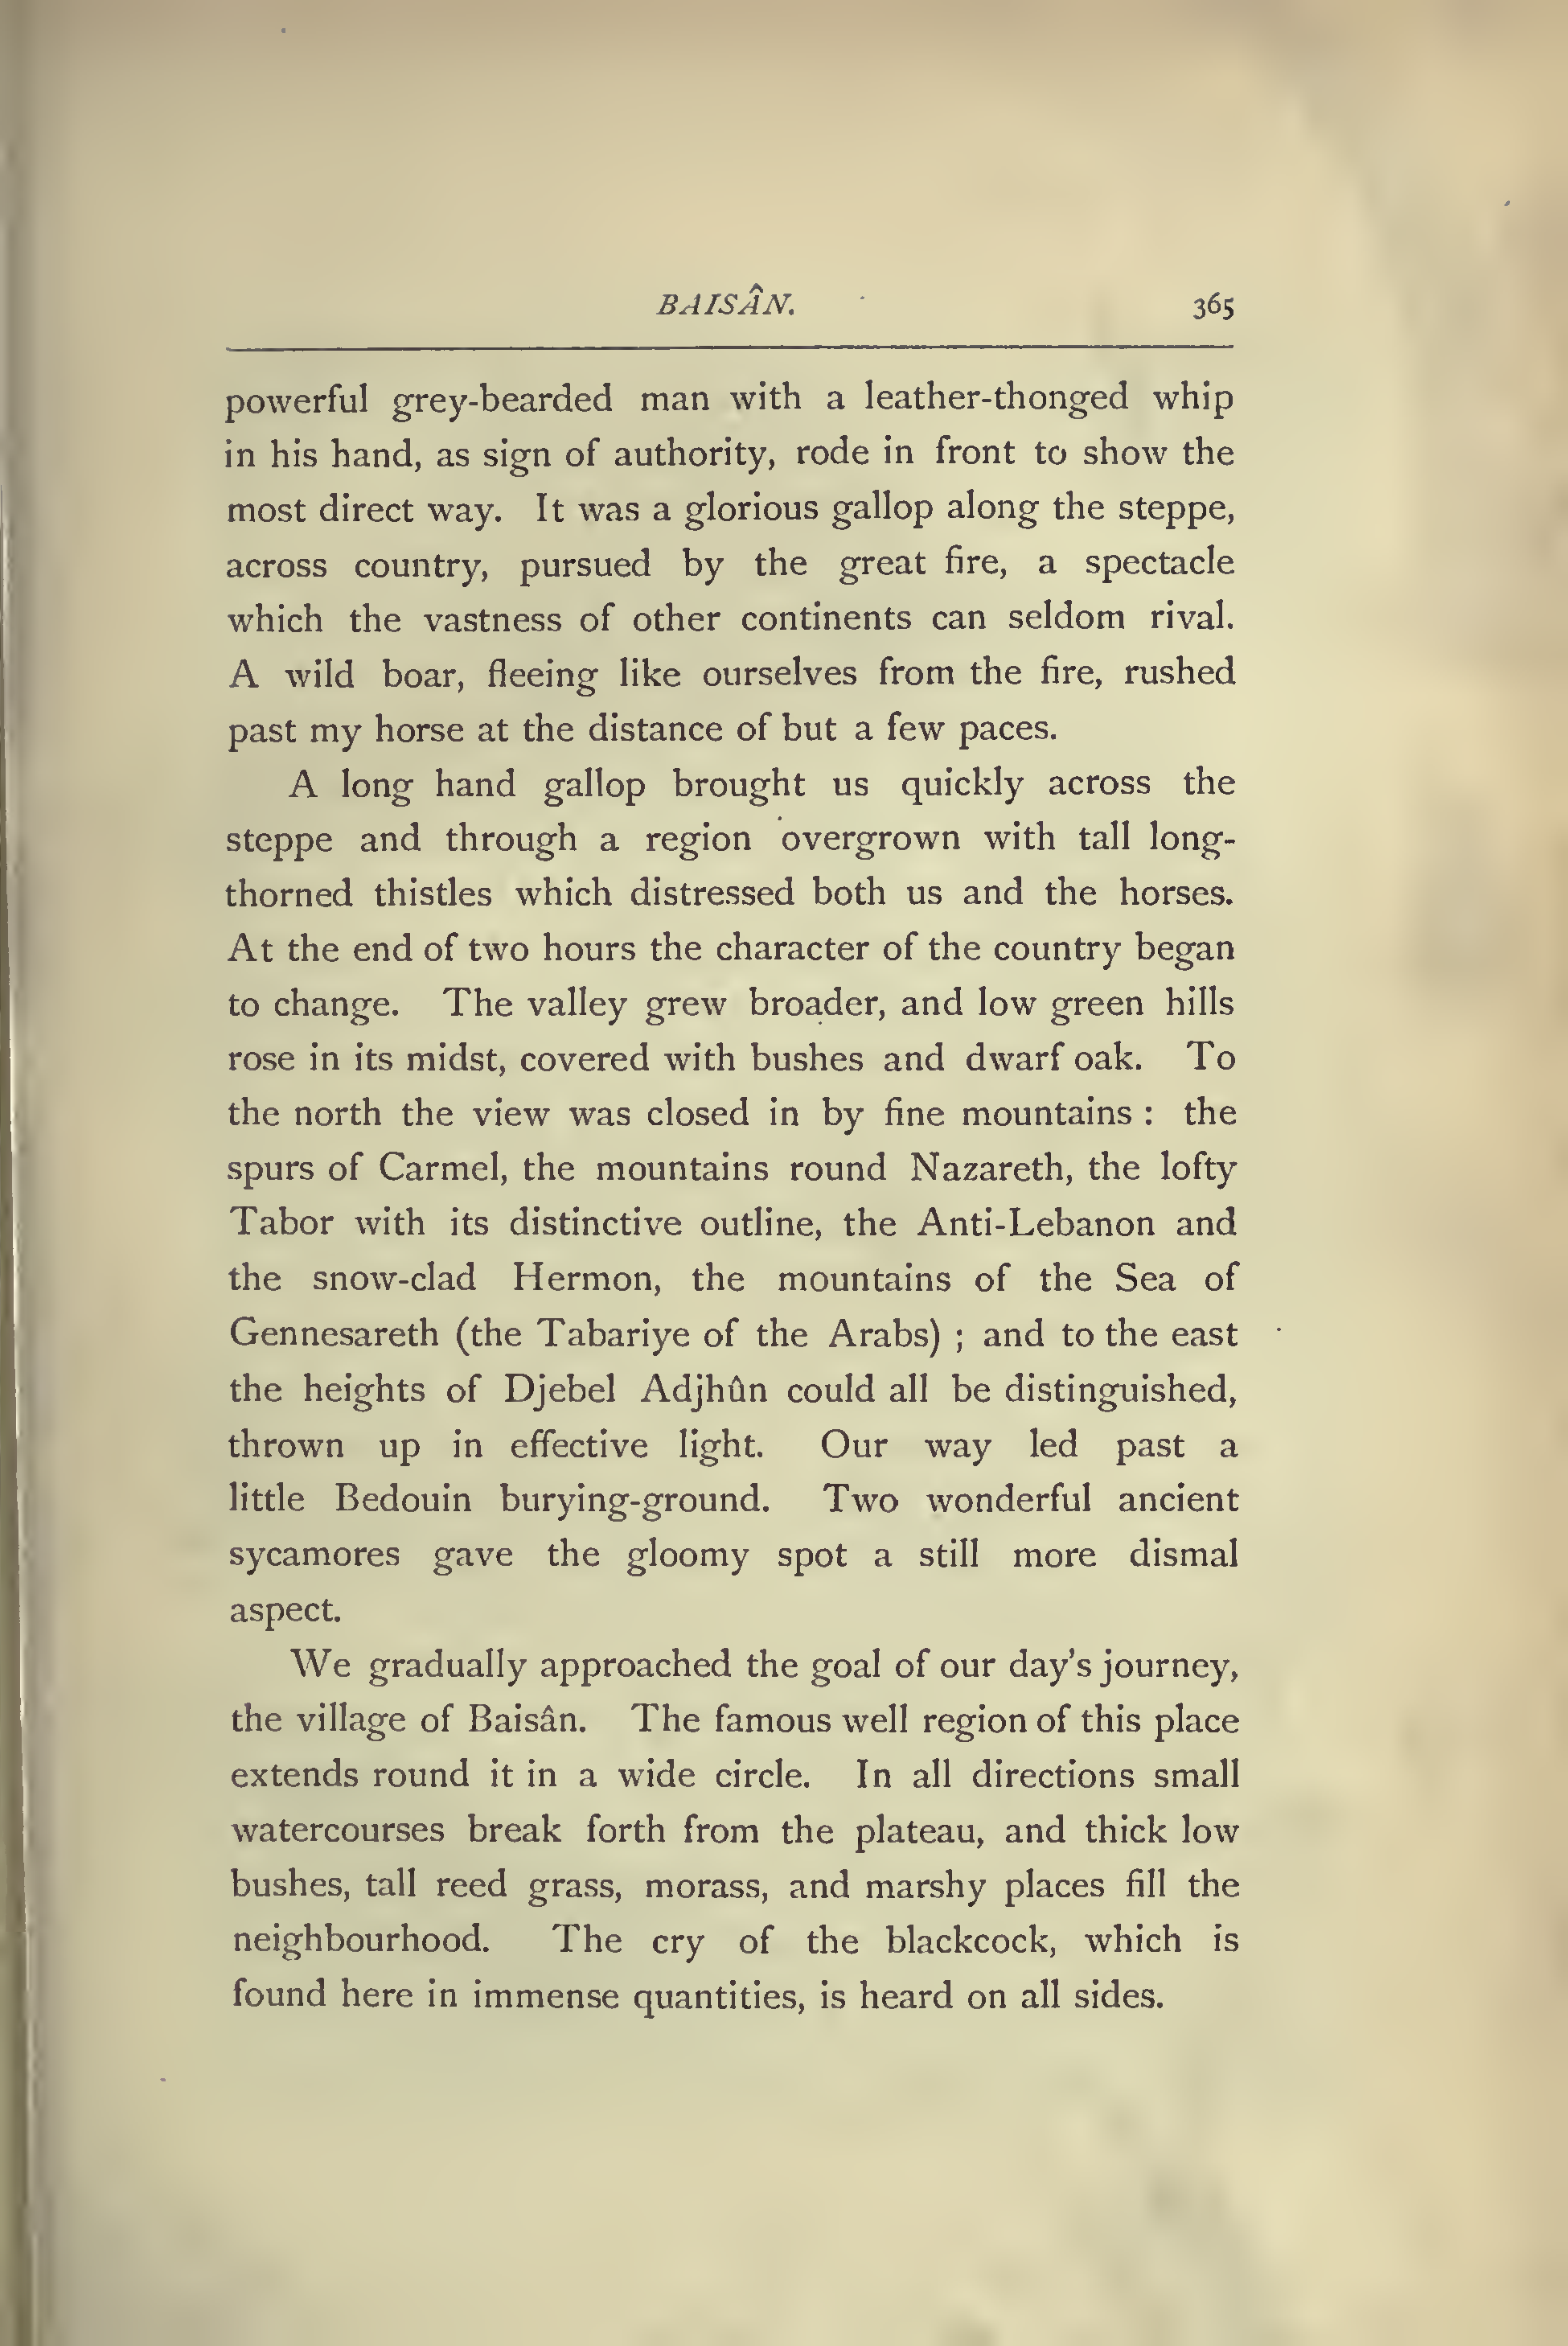 BAISÂN. 365
powerful grey-bearded man with a leather-thonged whip
in his hand, as sign of authority, rode in front to show the
most direct way. It was a glorious gallop along the steppe,
across country, pursued by the great fire, a spectacle
which the vastness of other continents can seldom rival.
A wild boar, fleeing like ourselves from the fire, rushed
past my horse at the distance of but a few paces.
A long hand gallop brought us quickly across the
steppe and through a region overgrown with tall long-
thorned thistles which distressed both us and the horses.
At the end of two hours the character of the country began
to change. The valley grew broader, and low green hills
rose in its midst, covered with bushes and dwarf oak. To
the north the view was closed in by fine mountains : the
spurs of Carmel, the mountains round Nazareth, the lofty
Tabor with its distinctive outline, the Anti-Lebanon and
the snow-clad Hermon, the mountains of the Sea of
Gennesareth (the Tabariye of the Arabs) ; and to the east
the heights of Djebel Adjhûn could all be distinguished,
thrown up in effective light. Our way led past a
little Bedouin burying-ground. Two wonderful ancient
sycamores gave the gloomy spot a still more dismal
aspect.
We gradually approached the goal of our day's journey,
the village of Baisân. The famous well region of this place
extends round it in a wide circle. In all directions small
watercourses break forth from the plateau, and thick low
bushes, tall reed grass, morass, and marshy places fill the
neighbourhood. The cry of the blackcock, which is
found here in immense quantities, is heard on all sides.